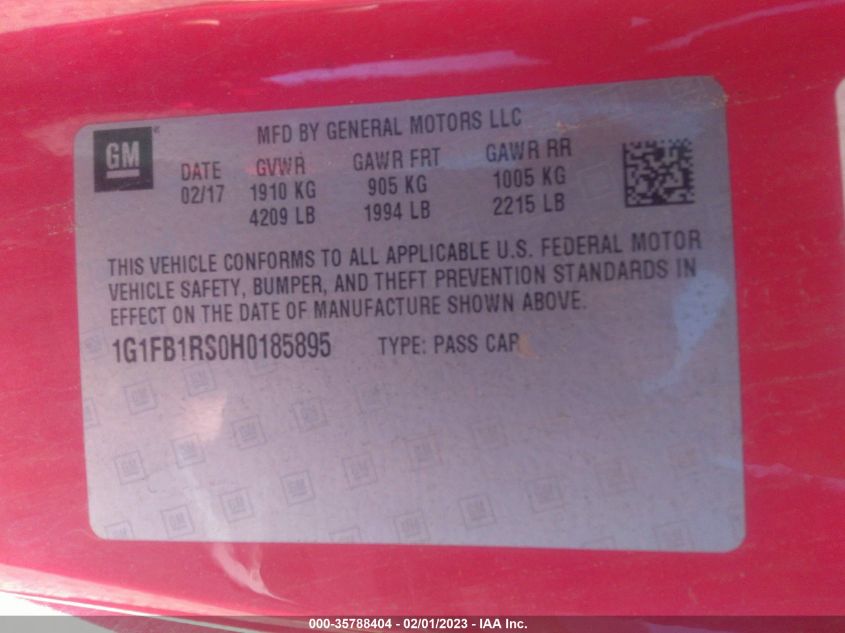 GM ®
MFD BY GENERAL MOTORS LLC
DATE GVWR GAWR FRT GAWR RR
02/17 1910 KG 905 KG 1005 KG
4209 LB 1994 LB 2215 LB
THIS VEHICLE CONFORMS TO ALL APPLICABLE U.S. FEDERAL MOTOR
VEHICLE SAFETY, BUMPER, AND THEFT PREVENTION STANDARDS IN
EFFECT ON THE DATE OF MANUFACTURE SHOWN ABOVE.
1G1FB1RS0H0185895 TYPE: PASS CAR
000-35788404 - 02/01/2023 - IAA Inc.